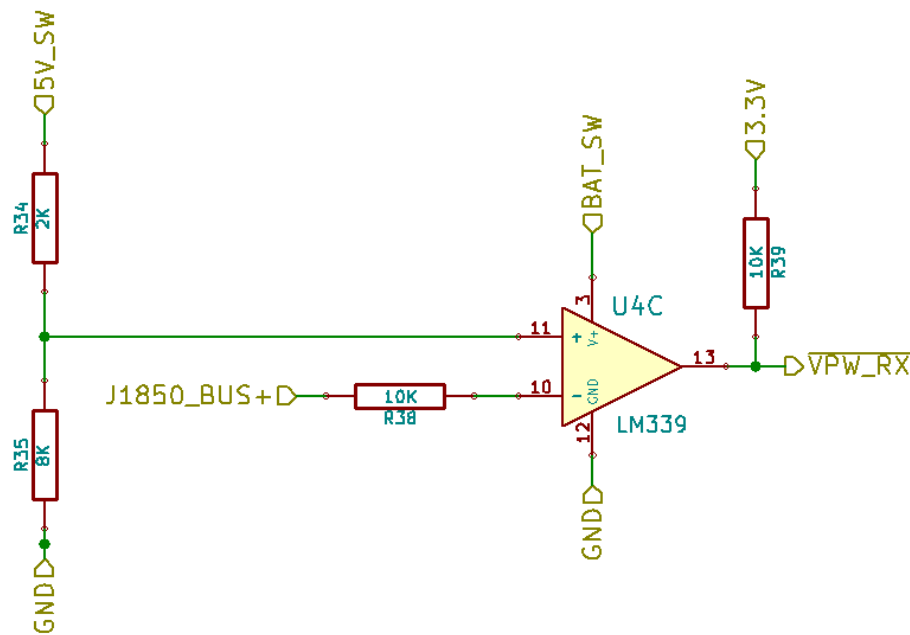 5V_SW
R34
2K
R35
8K
GND
J1850_BUS+
10K
R38
11
+
10
-
BAT_SW
3
V+
GND
12
GND
U4C
LM339
13
3.3V
10K
R39
VPW_RX